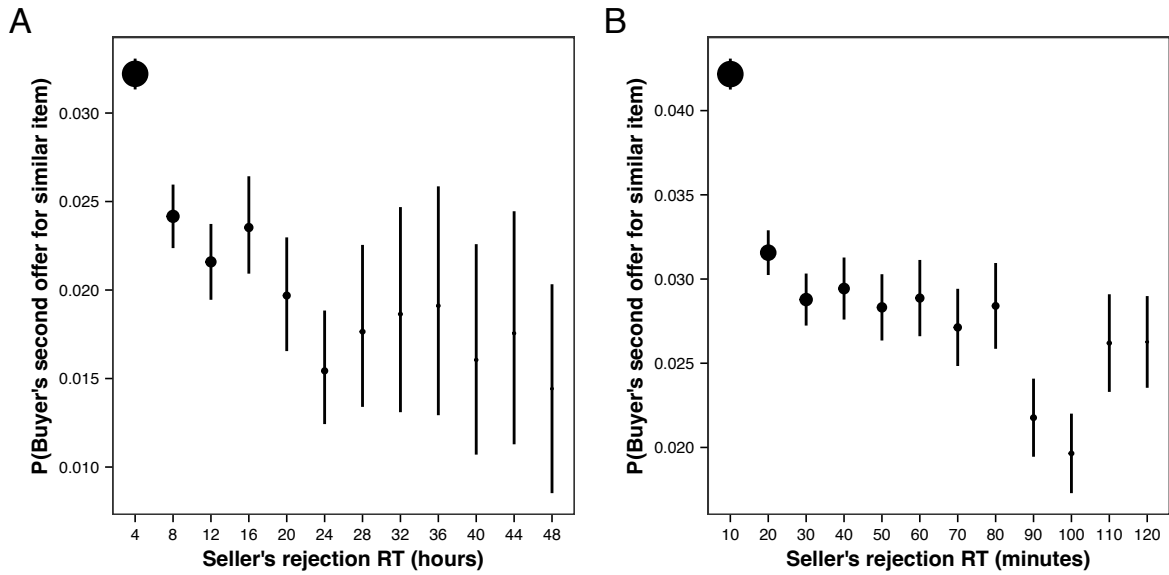 A
P(Buyer's second offer for similar item)
0.030
0.025
0.020
0.015
0.010
4 8 12 16 20 24 28 32 36 40 44 48
Seller's rejection RT (hours)
B
P(Buyer's second offer for similar item)
0.040
0.035
0.030
0.025
0.020
10 20 30 40 50 60 70 80 90 100 110 120
Seller's rejection RT (minutes)